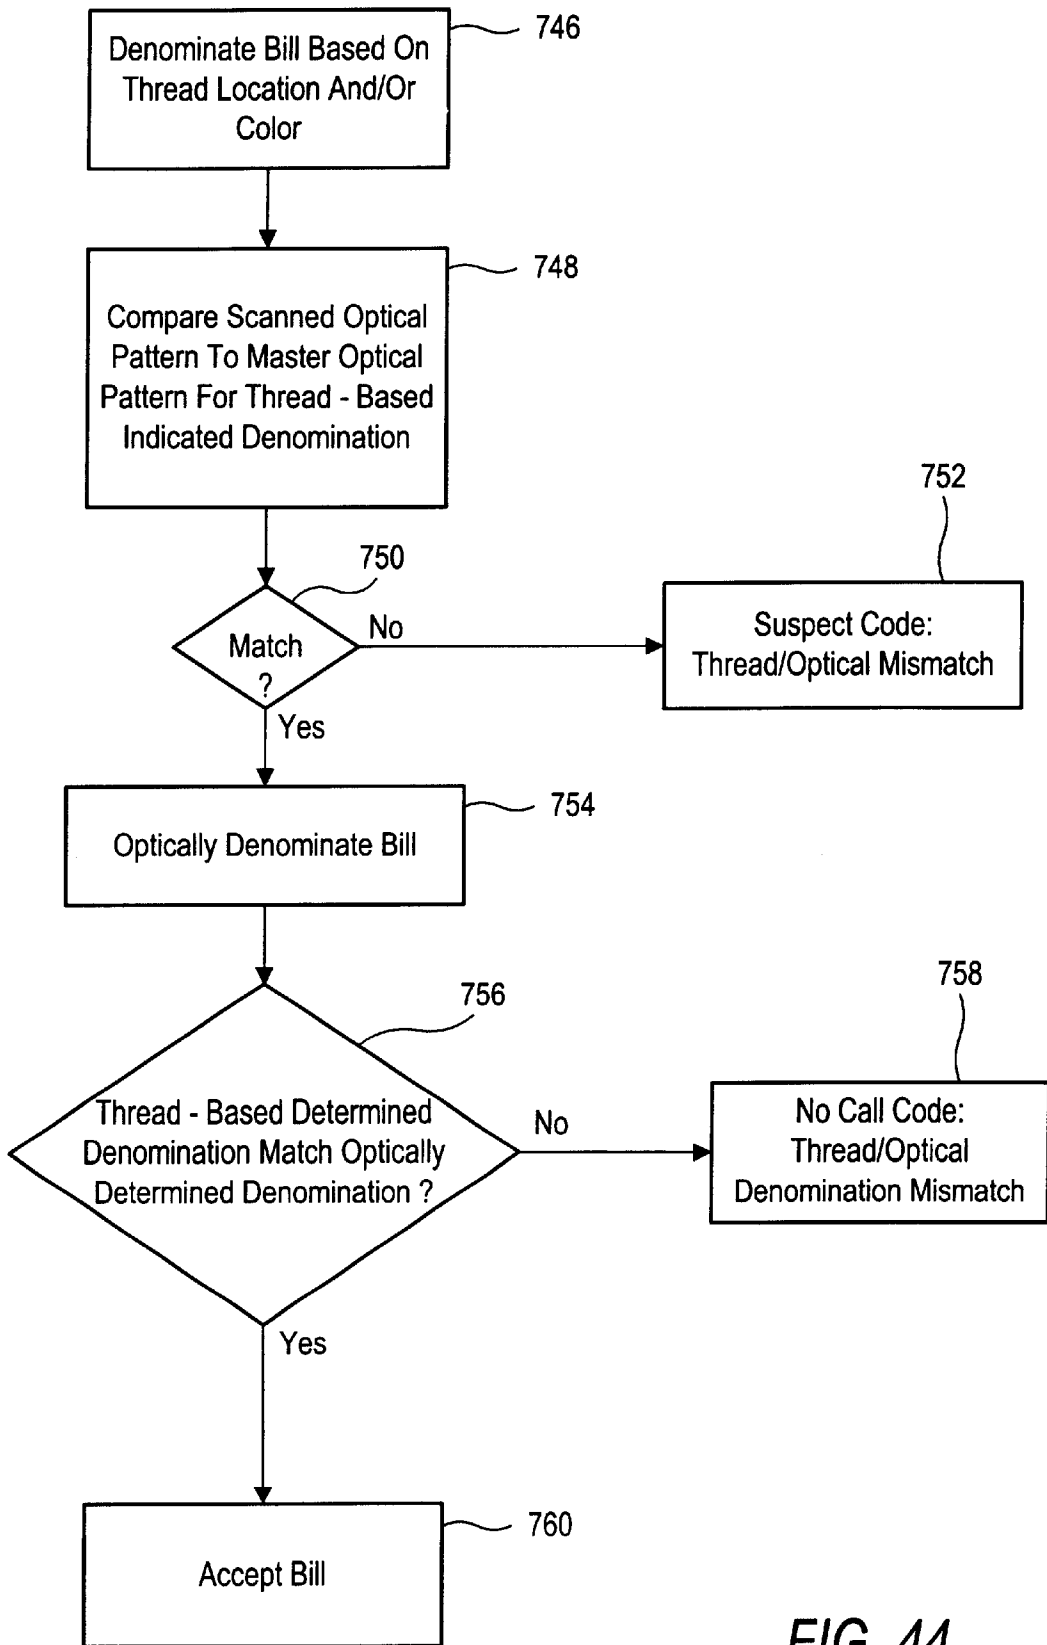 746
Denominate Bill Based On
Thread Location And/Or
Color
748
Compare Scanned Optical
Pattern To Master Optical
Pattern For Thread - Based
Indicated Denomination
750
Match
?
No
Yes
752
Suspect Code:
Thread/Optical Mismatch
754
Optically Denominate Bill
756
Thread - Based Determined
Denomination Match Optically
Determined Denomination ?
No
Yes
758
No Call Code:
Thread/Optical
Denomination Mismatch
760
Accept Bill
FIG. 44